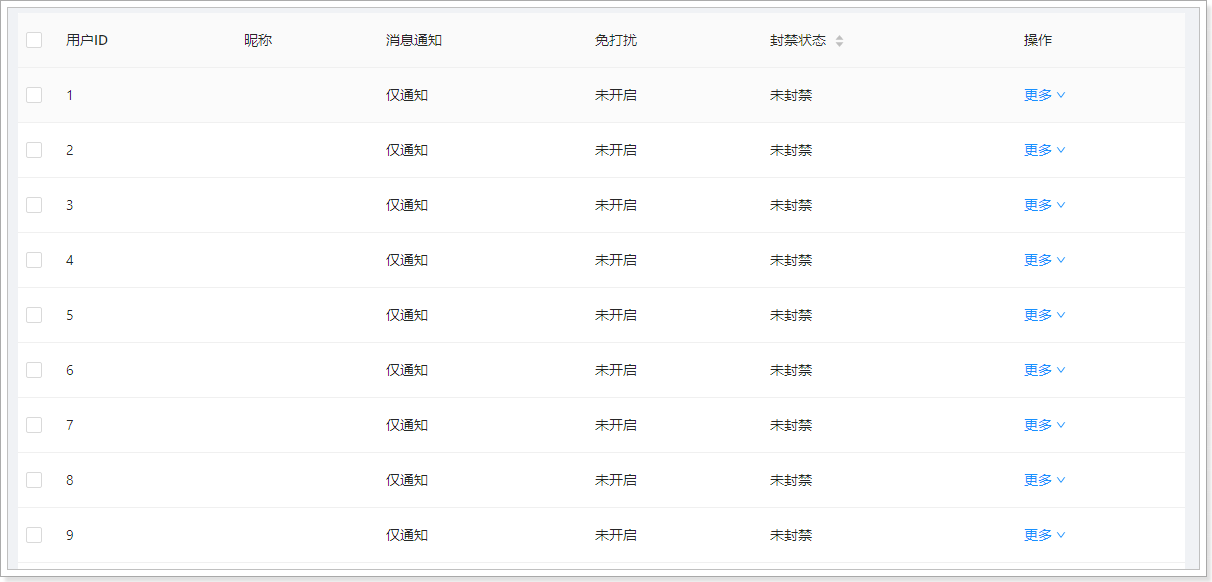 用户ID 昵称 消息通知 免打扰 封禁状态 操作
1 仅通知 未开启 未封禁 更多
2 仅通知 未开启 未封禁 更多
3 仅通知 未开启 未封禁 更多
4 仅通知 未开启 未封禁 更多
5 仅通知 未开启 未封禁 更多
6 仅通知 未开启 未封禁 更多
7 仅通知 未开启 未封禁 更多
8 仅通知 未开启 未封禁 更多
9 仅通知 未开启 未封禁 更多